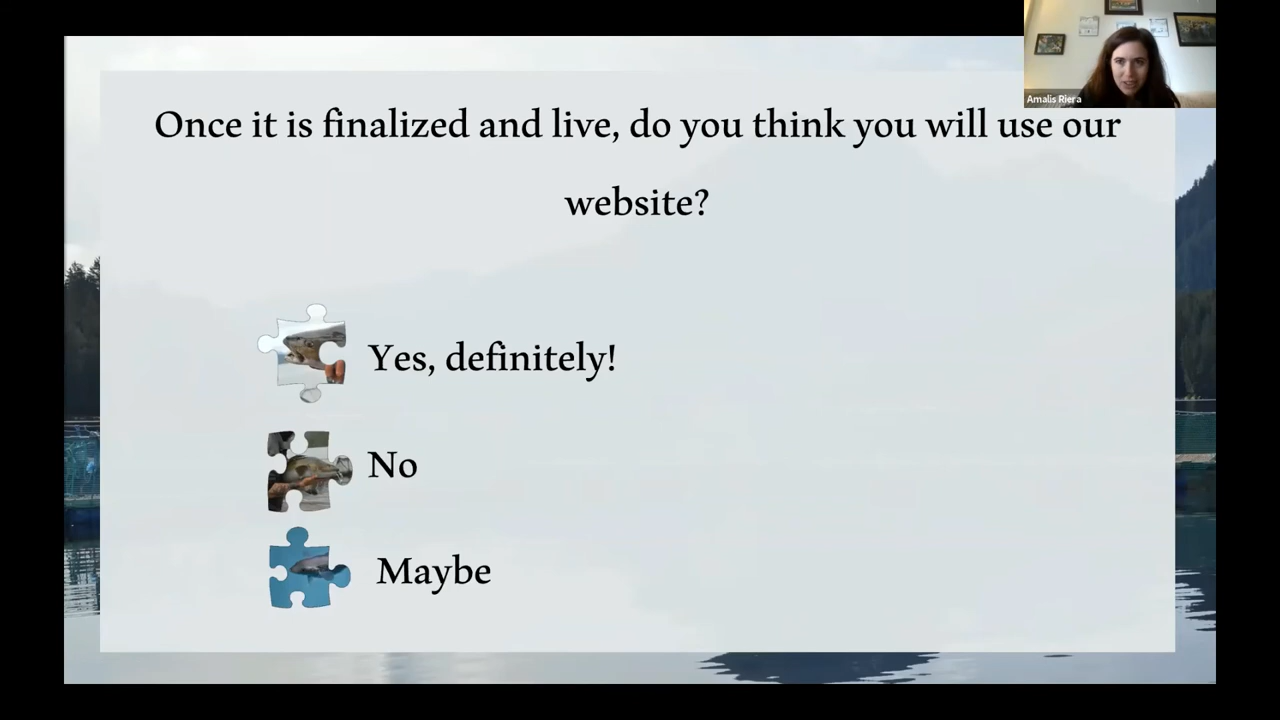 Amalis Riera
Once it is finalized and live, do you think you will use our
website?
Yes, definitely!
No
Maybe